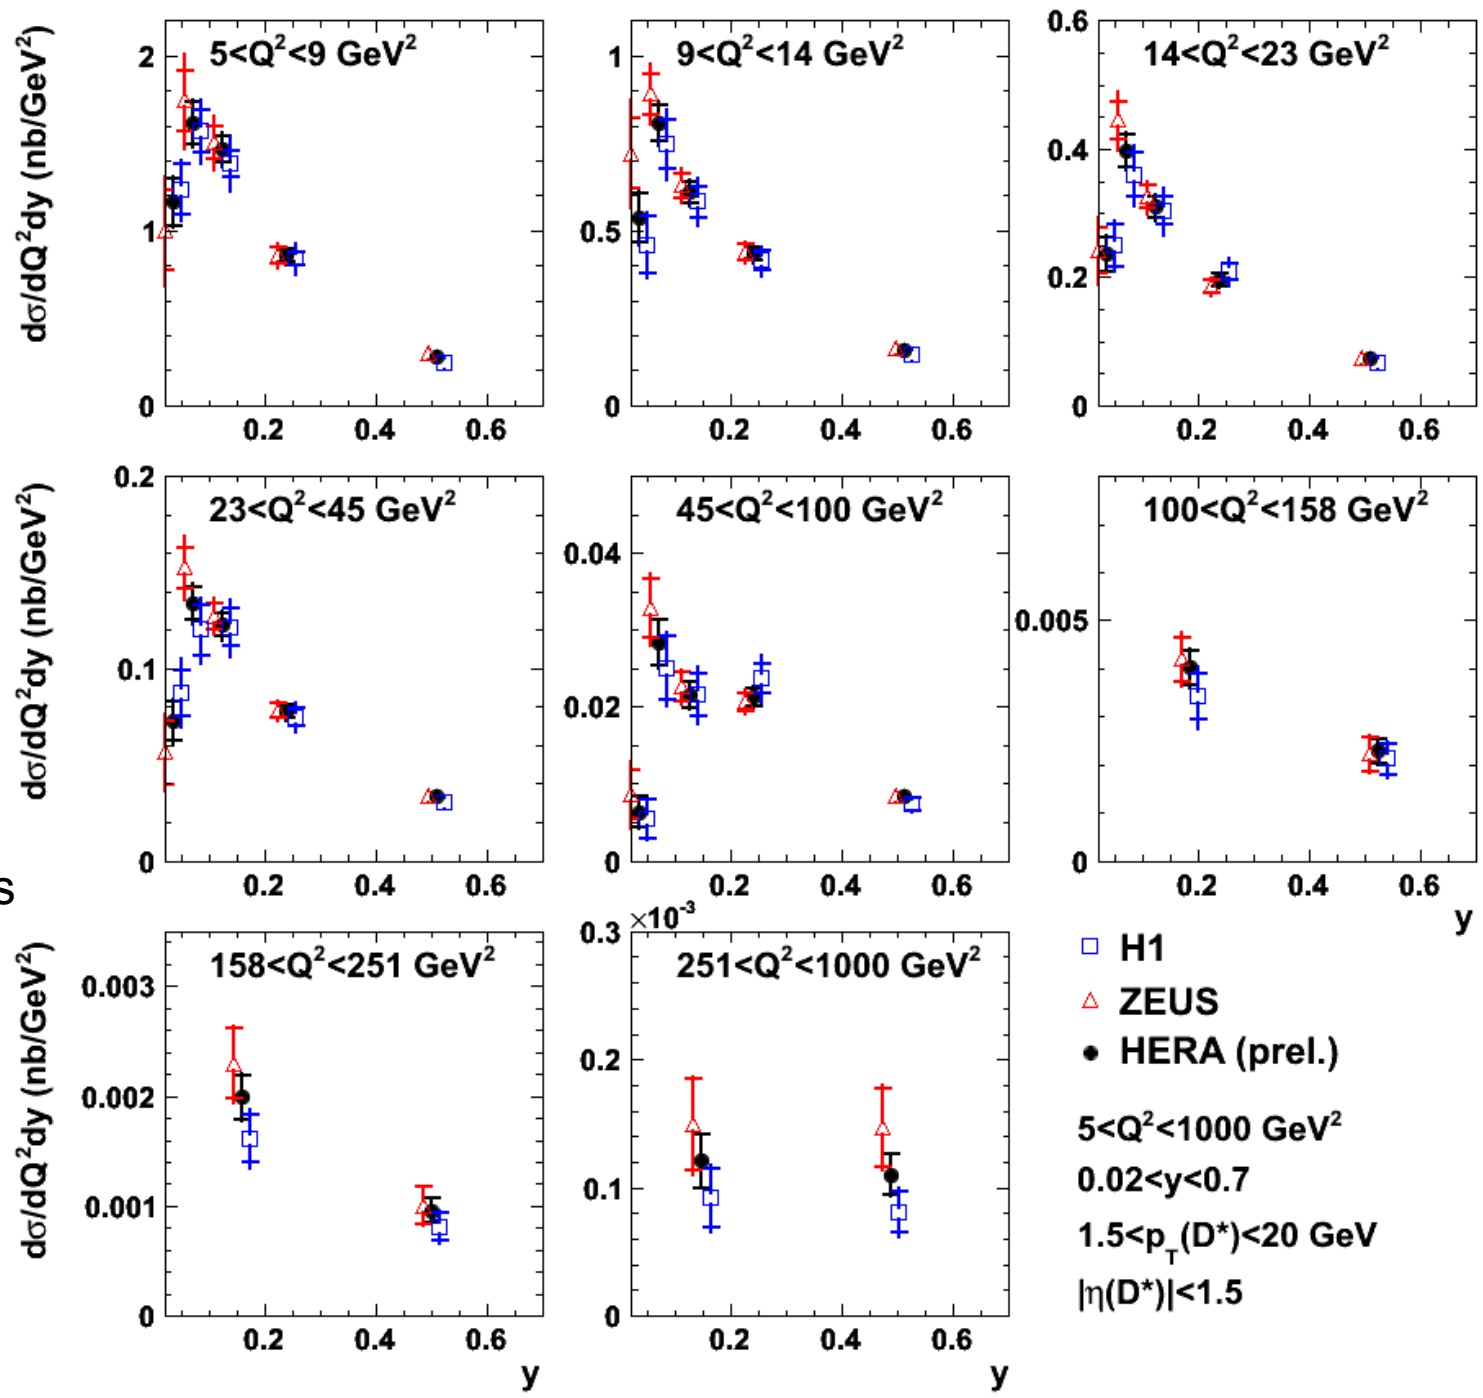 dσ/dQ²dy (nb/GeV²)
5<Q²<9 GeV²
2
1
0
0.2 0.4 0.6
9<Q²<14 GeV²
1
0.5
0
0.2 0.4 0.6
14<Q²<23 GeV²
0.6
0.4
0.2
0
0.2 0.4 0.6
dσ/dQ²dy (nb/GeV²)
23<Q²<45 GeV²
0.2
0.1
0
0.2 0.4 0.6
45<Q²<100 GeV²
0.04
0.02
0
0.2 0.4 0.6
100<Q²<158 GeV²
0.005
0
0.2 0.4 0.6
y
s
dσ/dQ²dy (nb/GeV²)
158<Q²<251 GeV²
0.003
0.002
0.001
0
0.2 0.4 0.6
y
×10⁻³
251<Q²<1000 GeV²
0.3
0.2
0.1
0
0.2 0.4 0.6
y
H1
ZEUS
HERA (prel.)
5<Q²<1000 GeV²
0.02<y<0.7
1.5<p_T(D*)<20 GeV
|η(D*)|<1.5